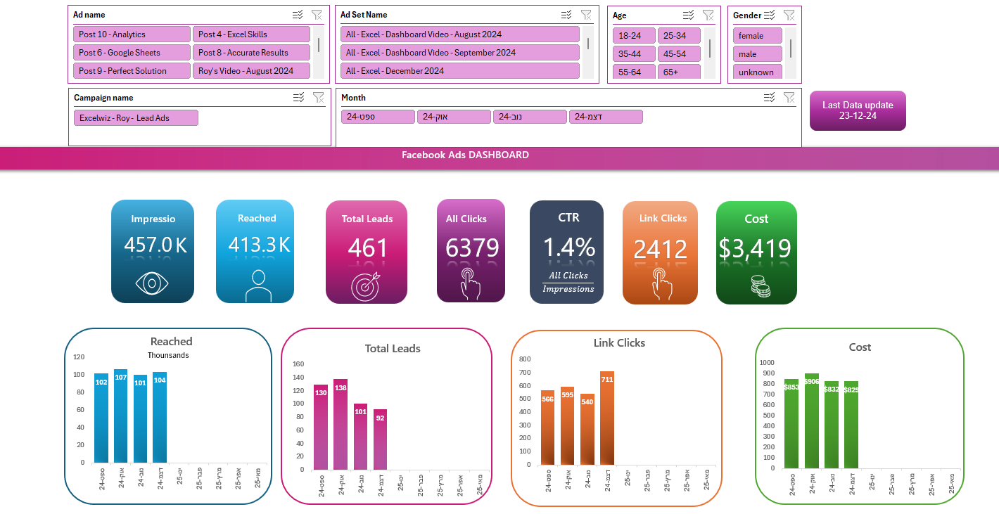 Ad name
Post 10 - Analytics
Post 4 - Excel Skills
Post 6 - Google Sheets
Post 8 - Accurate Results
Post 9 - Perfect Solution
Roy's Video - August 2024
Ad Set Name
All - Excel - Dashboard Video - August 2024
All - Excel - Dashboard Video - September 2024
All - Excel - December 2024
Age
18-24
25-34
35-44
45-54
55-64
65+
Gender
female
male
unknown
Campaign name
Excelwiz - Roy - Lead Ads
Month
ספט-24
אוק-24
נוב-24
דצמ-24
Last Data update
23-12-24
Facebook Ads DASHBOARD
Impressio
457.0 K
Reached
413.3 K
Total Leads
461
All Clicks
6379
CTR
1.4%
All Clicks
Impressions
Link Clicks
2412
Cost
$3,419
Reached
Thounsands
120
100
80
60
40
20
0
102
107
101
104
ספט-24
אוק-24
נוב-24
דצמ-24
ינו-25
פבר-25
מרץ-25
אפר-25
מאי-25
Total Leads
160
140
120
100
80
60
40
20
0
130
138
101
92
ספט-24
אוק-24
נוב-24
דצמ-24
ינו-25
פבר-25
מרץ-25
אפר-25
מאי-25
Link Clicks
800
700
600
500
400
300
200
100
0
566
595
540
711
ספט-24
אוק-24
נוב-24
דצמ-24
ינו-25
פבר-25
מרץ-25
אפר-25
מאי-25
Cost
1000
900
800
700
600
500
400
300
200
100
0
$853
$906
$832
$829
ספט-24
אוק-24
נוב-24
דצמ-24
ינו-25
פבר-25
מרץ-25
אפר-25
מאי-25